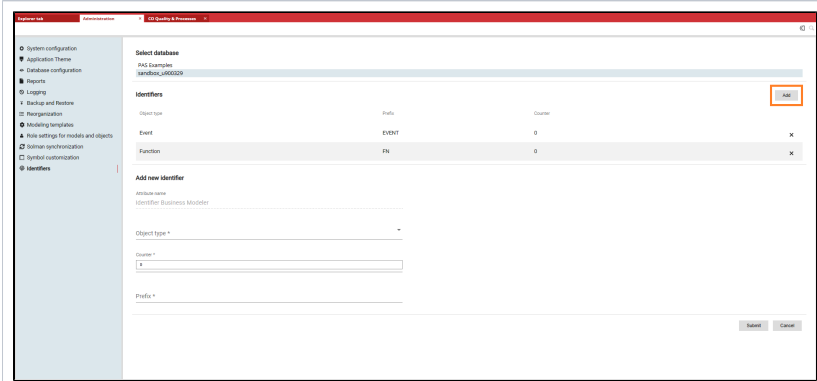 Explorer tab Administration × CO Quality & Processes ×
System configuration
Application Theme
Database configuration
Reports
Logging
Backup and Restore
Reorganization
Modeling templates
Role settings for models and objects
Solman synchronization
Symbol customization
Identifiers
Select database
PAS Examples
sandbox_u900329
Identifiers Add
Object type Prefix Counter
Event EVENT 0 ×
Function FN 0 ×
Add new identifier
Attribute name
Identifier Business Modeler
Object type *
Counter *
0
Prefix *
Submit Cancel